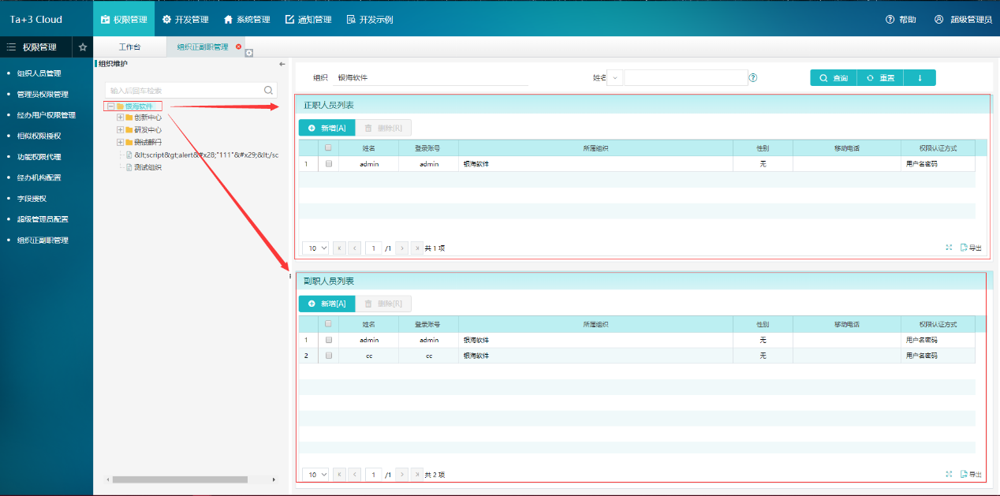 Ta+3 Cloud
权限管理
开发管理
系统管理
通知管理
开发示例
帮助
超级管理员
权限管理
工作台
组织正副职管理
组织人员管理
管理员权限管理
经办用户权限管理
相似权限授权
功能权限代理
经办机构配置
字段授权
超级管理员配置
组织正副职管理
组织维护
输入后回车检索
银海软件
创新中心
研发中心
测试部门
&lt;script&gt;alert&#x28;"111"&#x29;&lt;/sc
测试组织
组织 银海软件 姓名 查询 重置
正职人员列表
新增[A] 删除[R]
姓名 登录账号 所属组织 性别 移动电话 权限认证方式
1 admin admin 银海软件 无 用户名密码
10 1 /1 共 1 项 导出
副职人员列表
新增[A] 删除[R]
姓名 登录账号 所属组织 性别 移动电话 权限认证方式
1 admin admin 银海软件 无 用户名密码
2 cc cc 银海软件 无 用户名密码
10 1 /1 共 2 项 导出